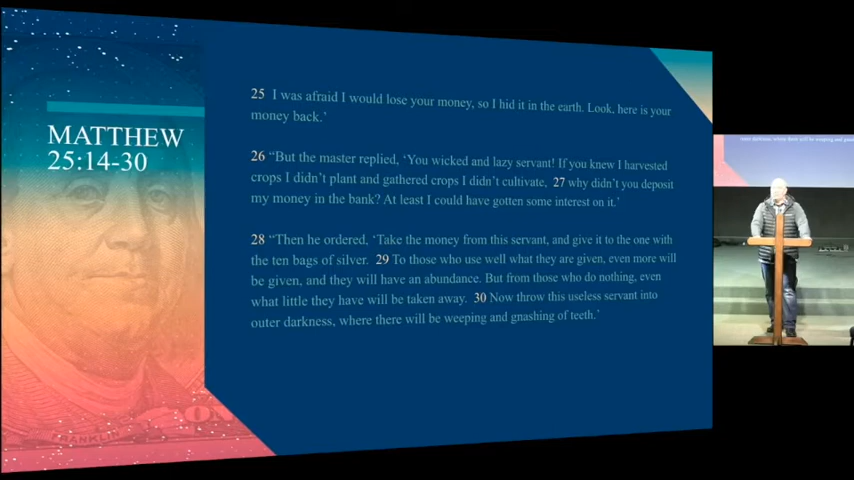 MATTHEW
25:14-30
25 I was afraid I would lose your money, so I hid it in the earth. Look, here is your
money back.’
26 “But the master replied, ‘You wicked and lazy servant! If you knew I harvested
crops I didn’t plant and gathered crops I didn’t cultivate, 27 why didn’t you deposit
my money in the bank? At least I could have gotten some interest on it.’
28 “Then he ordered, ‘Take the money from this servant, and give it to the one with
the ten bags of silver. 29 To those who use well what they are given, even more will
be given, and they will have an abundance. But from those who do nothing, even
what little they have will be taken away. 30 Now throw this useless servant into
outer darkness, where there will be weeping and gnashing of teeth.’
FRANKLIN